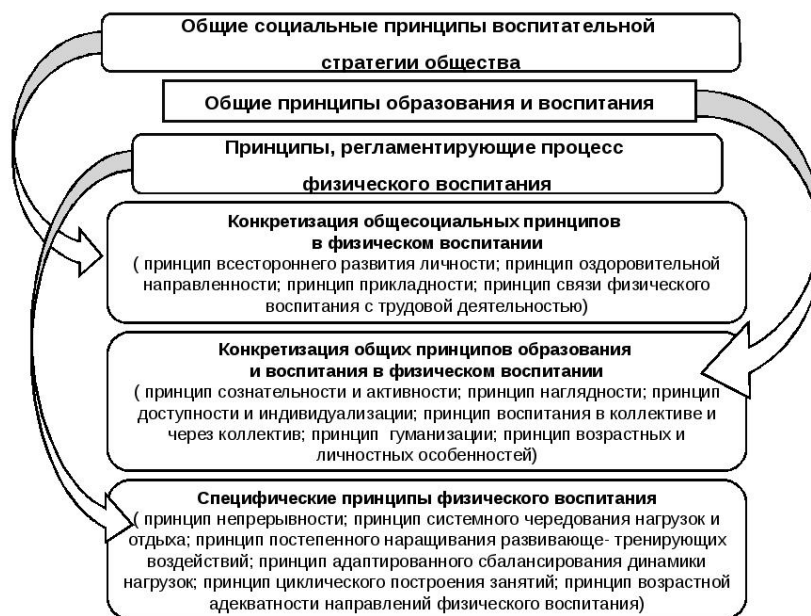 Общие социальные принципы воспитательной
стратегии общества
Общие принципы образования и воспитания
Принципы, регламентирующие процесс
физического воспитания
Конкретизация общесоциальных принципов
в физическом воспитании
( принцип всестороннего развития личности; принцип оздоровительной
направленности; принцип прикладности; принцип связи физического
воспитания с трудовой деятельностью)
Конкретизация общих принципов образования
и воспитания в физическом воспитании
( принцип сознательности и активности; принцип наглядности; принцип
доступности и индивидуализации; принцип воспитания в коллективе и
через коллектив; принцип гуманизации; принцип возрастных и
личностных особенностей)
Специфические принципы физического воспитания
( принцип непрерывности; принцип системного чередования нагрузок и
отдыха; принцип постепенного наращивания развивающе- тренирующих
воздействий; принцип адаптированного сбалансирования динамики
нагрузок; принцип циклического построения занятий; принцип возрастной
адекватности направлений физического воспитания)